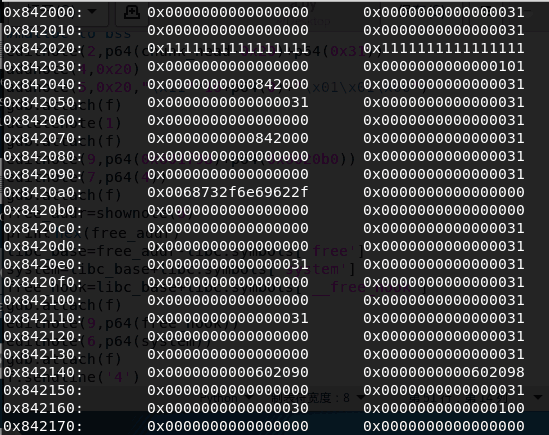 0x842000: 0x0000000000000000 0x0000000000000031
0x842010: 0x0000000000000000 0x0000000000000031
0x842020: 0x1111111111111111 0x1111111111111111
0x842030: 0x0000000000000000 0x0000000000000101
0x842040: 0x0000000000842000 0x0000000000000031
0x842050: 0x0000000000000031 0x0000000000000031
0x842060: 0x0000000000000000 0x0000000000000031
0x842070: 0x0000000000842000 0x0000000000000031
0x842080: 0x0000000000000000 0x0000000000000031
0x842090: 0x0000000000000000 0x0000000000000031
0x8420a0: 0x0068732f6e69622f 0x0000000000000000
0x8420b0: 0x0000000000000000 0x0000000000000031
0x8420c0: 0x0000000000000000 0x0000000000000031
0x8420d0: 0x0000000000000000 0x0000000000000031
0x8420e0: 0x0000000000000031 0x0000000000000031
0x8420f0: 0x0000000000000000 0x0000000000000031
0x842100: 0x0000000000000000 0x0000000000000031
0x842110: 0x0000000000000031 0x0000000000000031
0x842120: 0x0000000000000000 0x0000000000000031
0x842130: 0x0000000000000000 0x0000000000000031
0x842140: 0x0000000000602090 0x0000000000602098
0x842150: 0x0000000000000000 0x0000000000000031
0x842160: 0x0000000000000030 0x0000000000000100
0x842170: 0x0000000000000000 0x0000000000000000